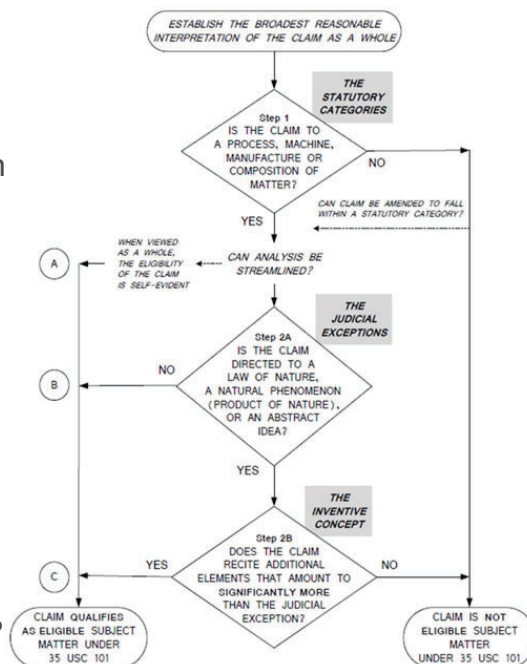 ESTABLISH THE BROADEST REASONABLE
INTERPRETATION OF THE CLAIM AS A WHOLE
THE
STATUTORY
CATEGORIES
Step 1
IS THE CLAIM TO
A PROCESS, MACHINE,
MANUFACTURE OR
COMPOSITION OF
MATTER?
NO
YES
CAN CLAIM BE AMENDED TO FALL
WITHIN A STATUTORY CATEGORY?
A
WHEN VIEWED
AS A WHOLE,
THE ELIGIBILITY
OF THE CLAIM
IS SELF-EVIDENT
CAN ANALYSIS BE
STREAMLINED?
THE
JUDICIAL
EXCEPTIONS
Step 2A
IS THE CLAIM
DIRECTED TO A
LAW OF NATURE,
A NATURAL PHENOMENON
(PRODUCT OF NATURE),
OR AN ABSTRACT
IDEA?
NO
B
YES
THE
INVENTIVE
CONCEPT
Step 2B
DOES THE CLAIM
RECITE ADDITIONAL
ELEMENTS THAT AMOUNT TO
SIGNIFICANTLY MORE
THAN THE JUDICIAL
EXCEPTION?
YES
NO
C
CLAIM QUALIFIES
AS ELIGIBLE SUBJECT
MATTER UNDER
35 USC 101
CLAIM IS NOT
ELIGIBLE SUBJECT
MATTER
UNDER 35 USC 101